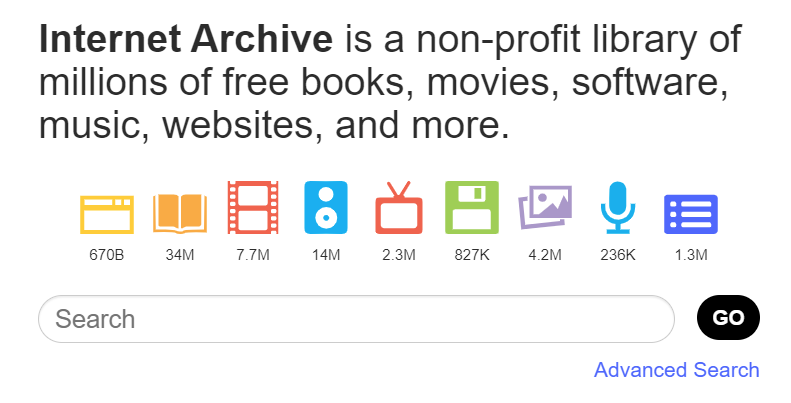 Internet Archive is a non-profit library of
millions of free books, movies, software,
music, websites, and more.
670B 34M 7.7M 14M 2.3M 827K 4.2M 236K 1.3M
Search GO
Advanced Search